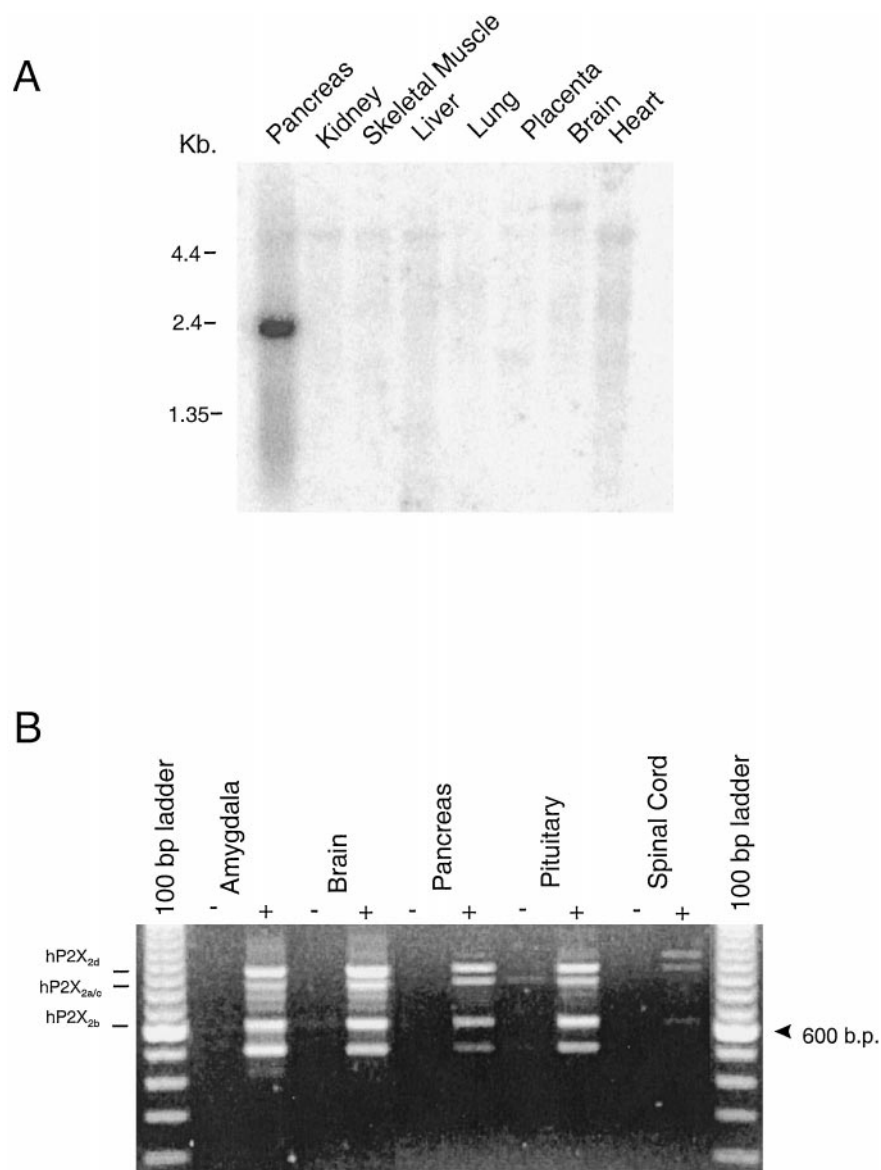 A
Pancreas
Kidney
Skeletal Muscle
Liver
Lung
Placenta
Brain
Heart
Kb.
4.4
2.4
1.35
B
100 bp ladder
Amygdala
Brain
Pancreas
Pituitary
Spinal Cord
100 bp ladder
- + - + - + - + - +
hP2X2d
hP2X2a/c
hP2X2b
600 b.p.